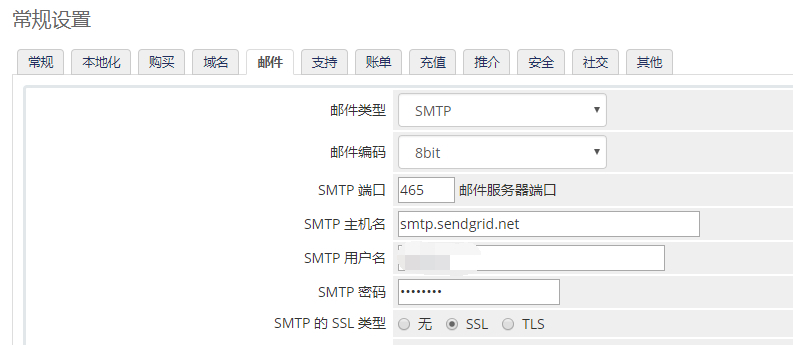 常规设置
常规 本地化 购买 域名 邮件 支持 账单 充值 推介 安全 社交 其他
邮件类型 SMTP
邮件编码 8bit
SMTP 端口 465 邮件服务器端口
SMTP 主机名 smtp.sendgrid.net
SMTP 用户名
SMTP 密码 ••••••••
SMTP 的 SSL 类型 无 SSL TLS